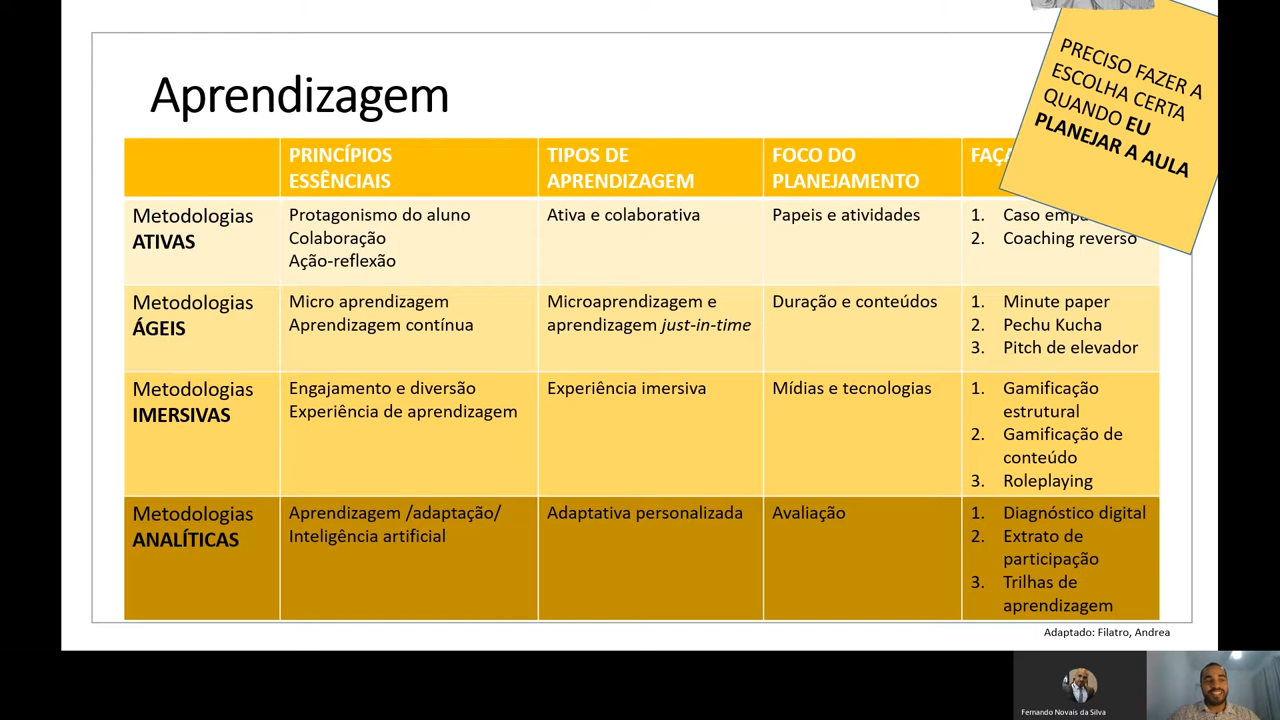 Aprendizagem
PRECISO FAZER A
ESCOLHA CERTA
QUANDO EU
PLANEJAR A AULA
PRINCÍPIOS
ESSÊNCIAIS
TIPOS DE
APRENDIZAGEM
FOCO DO
PLANEJAMENTO
Metodologias
ATIVAS
Protagonismo do aluno
Colaboração
Ação-reflexão
Ativa e colaborativa
Papeis e atividades
1. Caso
2. Coaching reverso
Metodologias
ÁGEIS
Micro aprendizagem
Aprendizagem contínua
Microaprendizagem e
aprendizagem just-in-time
Duração e conteúdos
1. Minute paper
2. Pechu Kucha
3. Pitch de elevador
Metodologias
IMERSIVAS
Engajamento e diversão
Experiência de aprendizagem
Experiência imersiva
Mídias e tecnologias
1. Gamificação
estrutural
2. Gamificação de
conteúdo
3. Roleplaying
Metodologias
ANALÍTICAS
Aprendizagem /adaptação/
Inteligência artificial
Adaptativa personalizada
Avaliação
1. Diagnóstico digital
2. Extrato de
participação
3. Trilhas de
aprendizagem
Adaptado: Filatro, Andrea
Fernando Novais da Silva